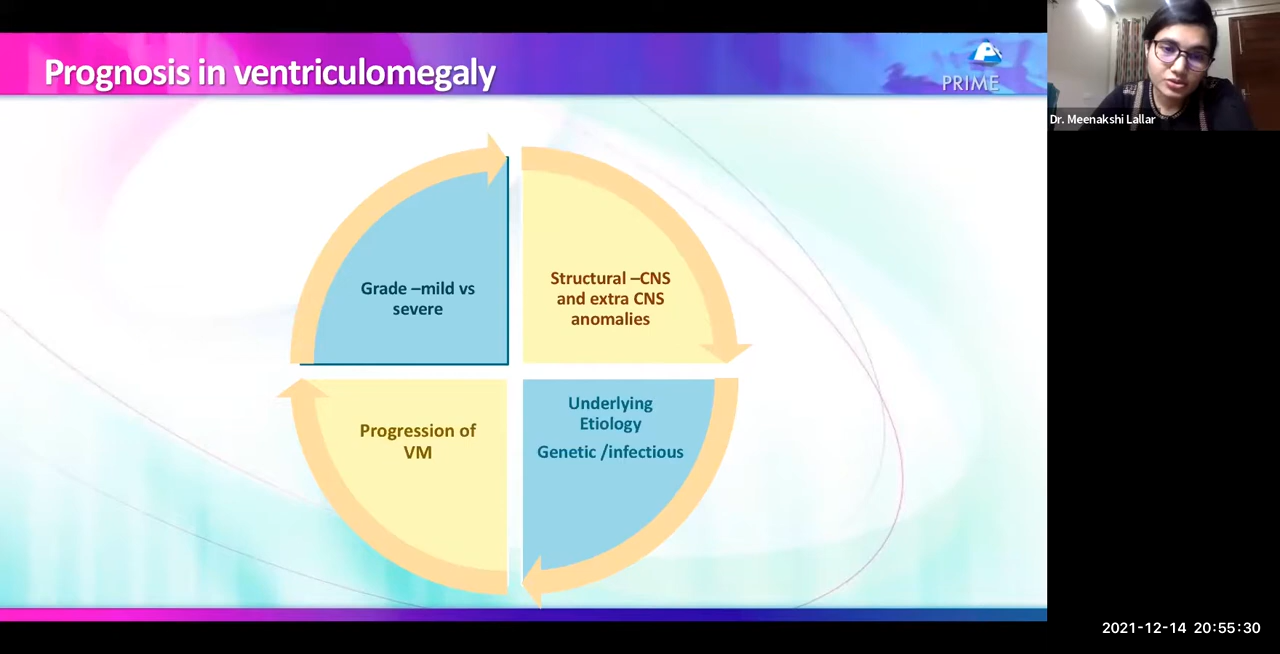 Prognosis in ventriculomegaly
PRIME
Dr. Meenakshi Lallar
Grade –mild vs
severe
Structural –CNS
and extra CNS
anomalies
Progression of
VM
Underlying
Etiology
Genetic /infectious
2021-12-14 20:55:30